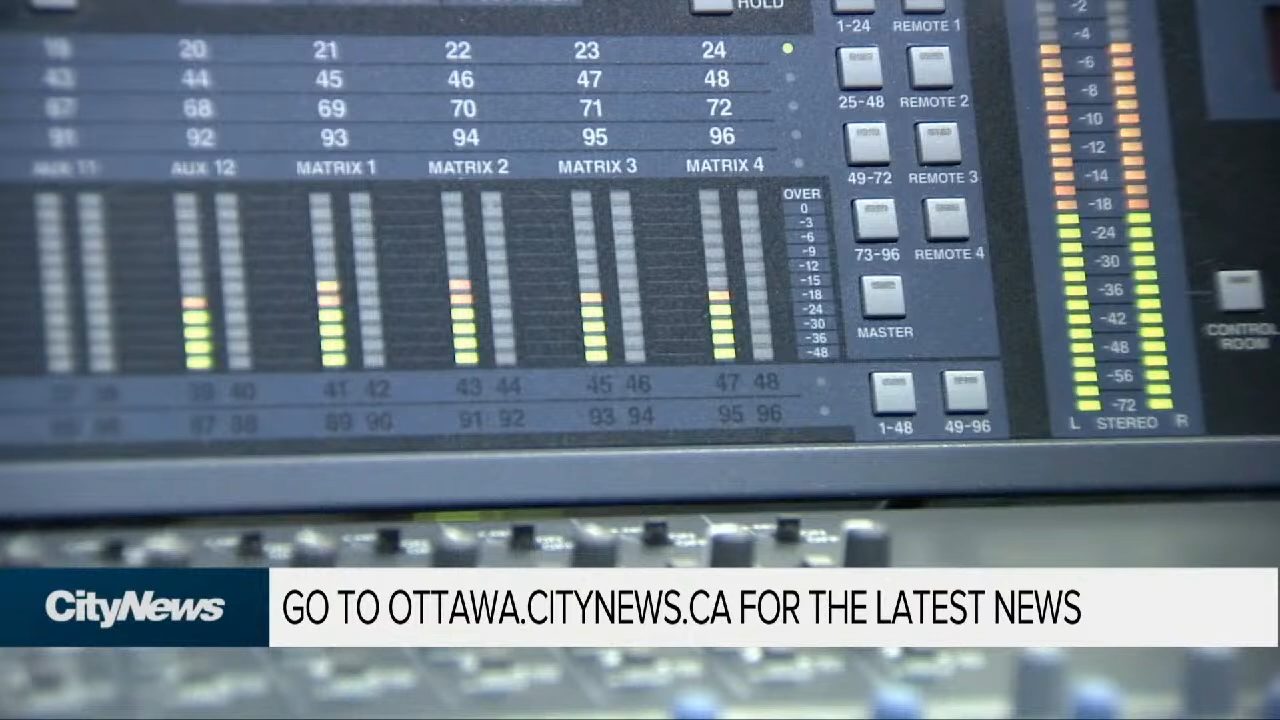 HOLD
1-24 REMOTE 1
19 20 21 22 23 24
43 44 45 46 47 48
25-48 REMOTE 2
67 68 69 70 71 72
91 92 93 94 95 96
AUX 11 AUX 12 MATRIX 1 MATRIX 2 MATRIX 3 MATRIX 4
49-72 REMOTE 3
OVER
0
-3
-6
-9
-12
-15
-18
-24
-30
-36
-48
73-96 REMOTE 4
MASTER
39 40 41 42 43 44 45 46 47 48
87 88 89 90 91 92 93 94 95 96
1-48 49-96
-2
-4
-6
-8
-10
-12
-14
-18
-24
-30
-36
-42
-48
-56
-72
L STEREO R
CONTROL
ROOM
CityNews
GO TO OTTAWA.CITYNEWS.CA FOR THE LATEST NEWS